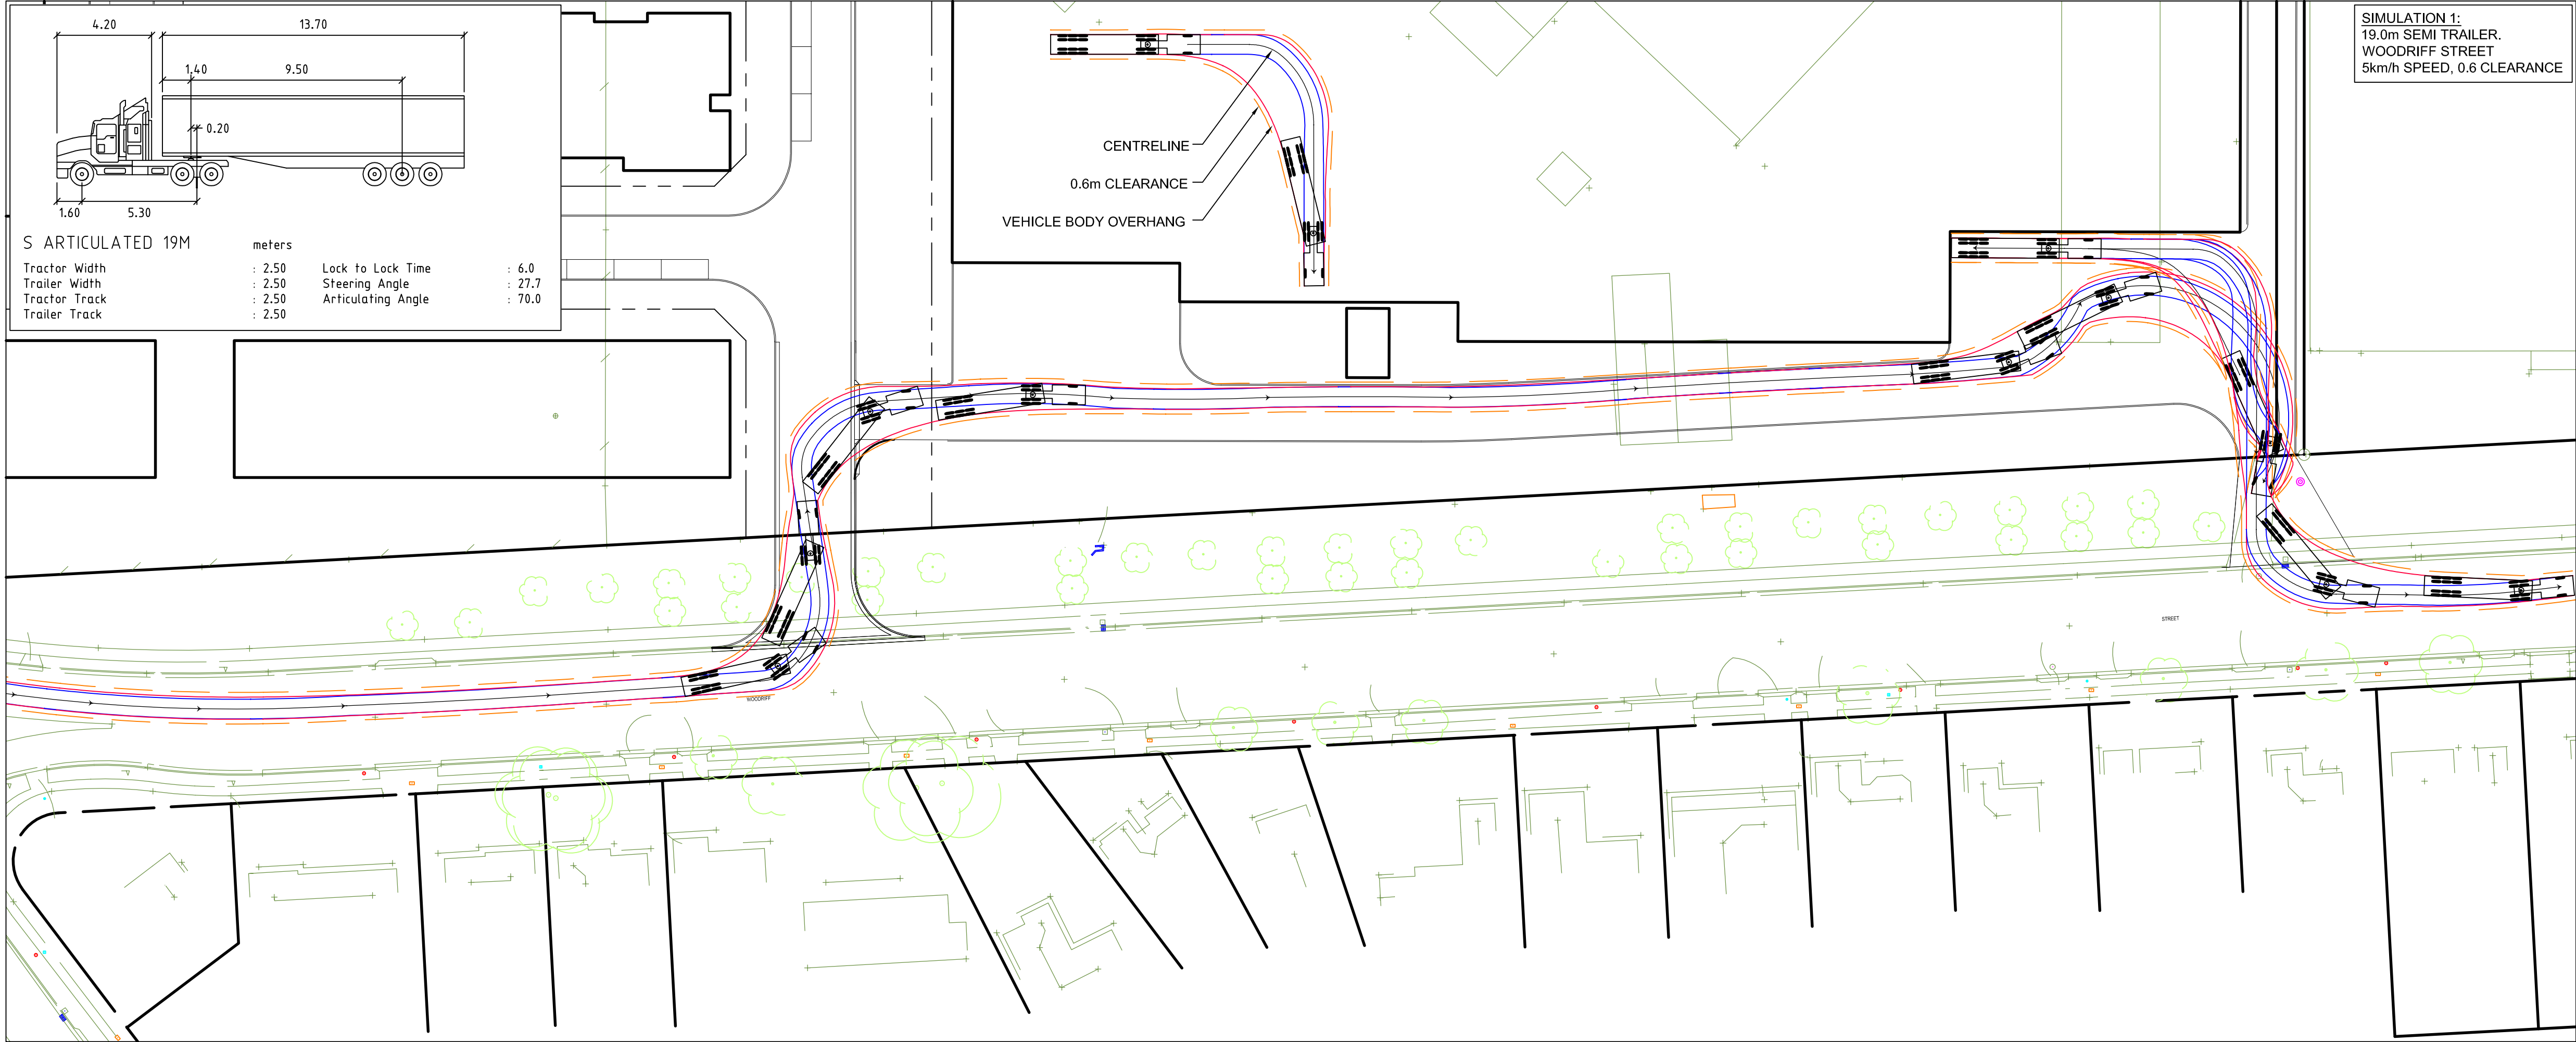 4.20
13.70
1.40
9.50
0.20
1.60
5.30
S ARTICULATED 19M
meters
Tractor Width : 2.50
Trailer Width : 2.50
Tractor Track : 2.50
Trailer Track : 2.50
Lock to Lock Time : 6.0
Steering Angle : 27.7
Articulating Angle : 70.0
CENTRELINE
0.6m CLEARANCE
VEHICLE BODY OVERHANG
SIMULATION 1:
19.0m SEMI TRAILER.
WOODRIFF STREET
5km/h SPEED, 0.6 CLEARANCE
STREET
WOODRIFF